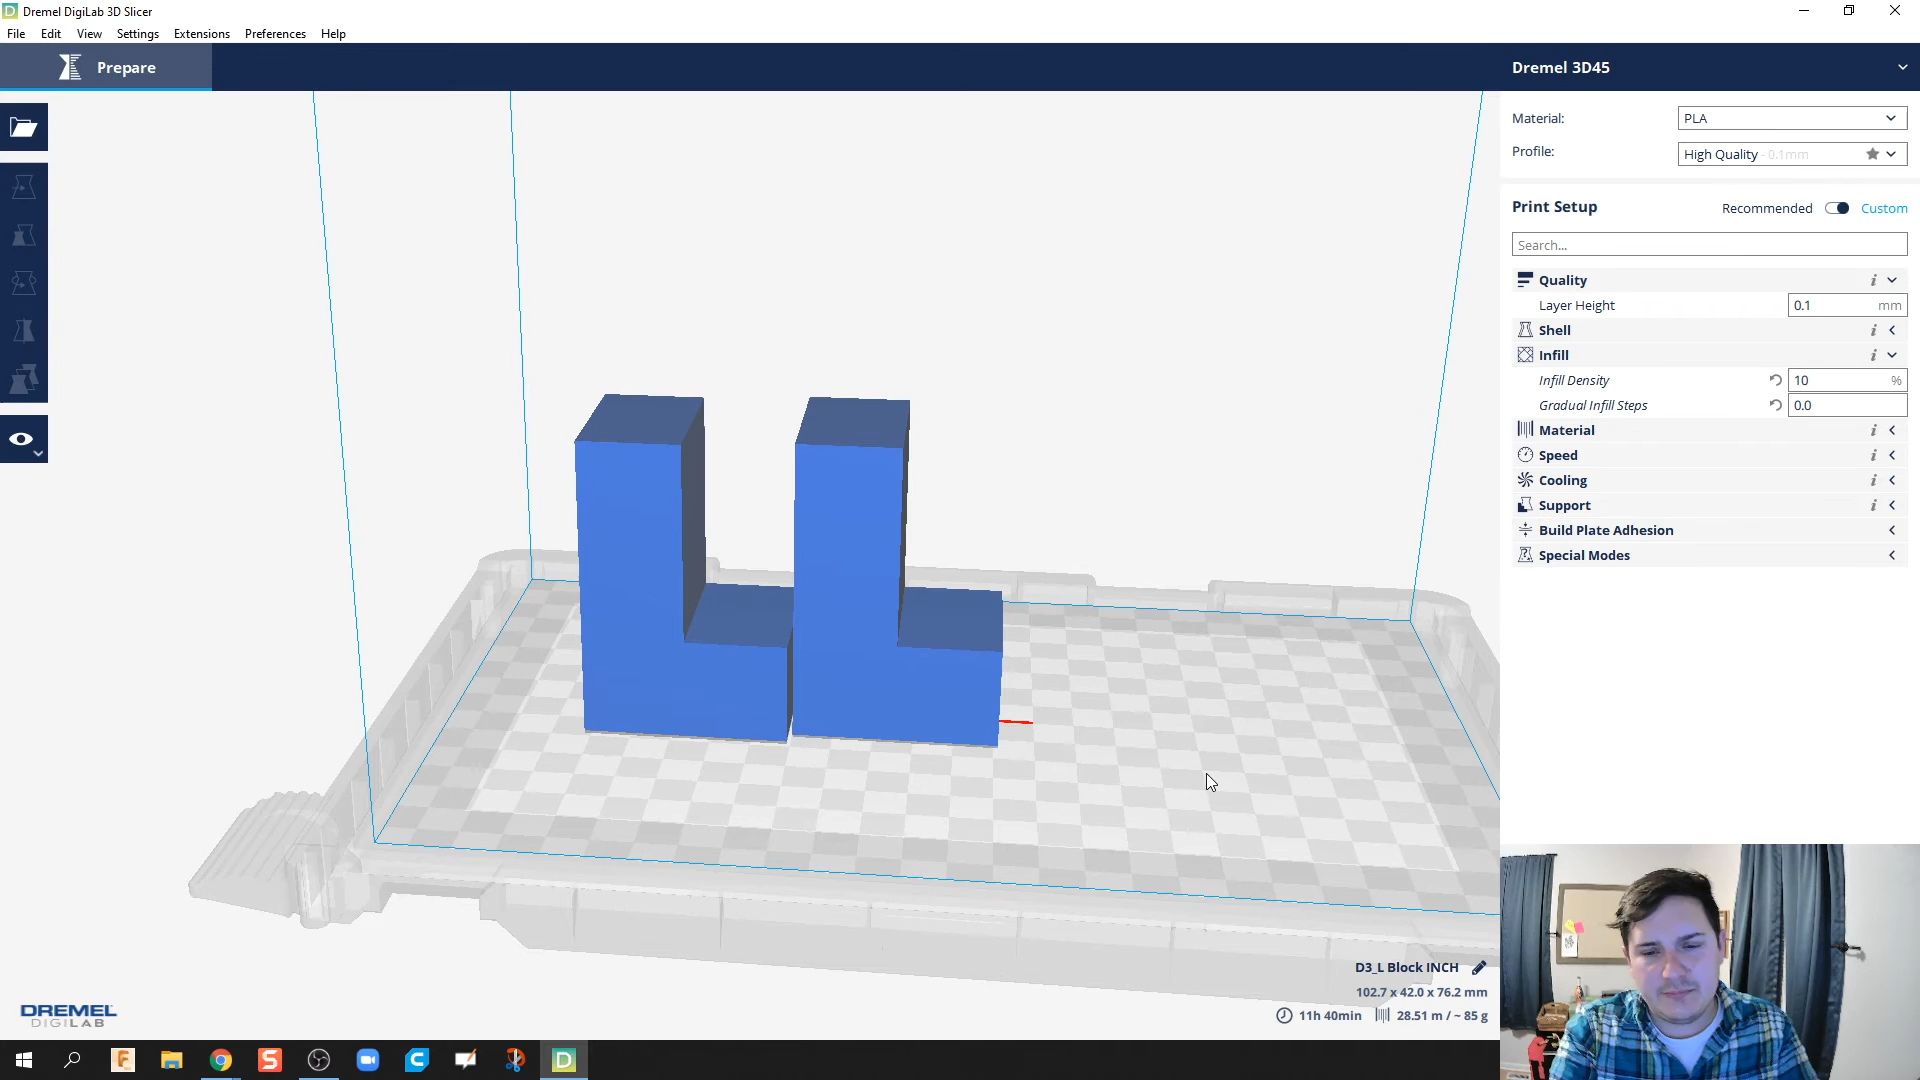 Dremel DigiLab 3D Slicer
File Edit View Settings Extensions Preferences Help
Prepare
Dremel 3D45
Material: PLA
Profile: High Quality - 0.1mm
Print Setup Recommended Custom
Search...
Quality
Layer Height 0.1 mm
Shell
Infill
Infill Density 10 %
Gradual Infill Steps 0.0
Material
Speed
Cooling
Support
Build Plate Adhesion
Special Modes
D3_L Block INCH
102.7 x 42.0 x 76.2 mm
11h 40min 28.51 m / ~ 85 g
DREMEL
DIGILAB